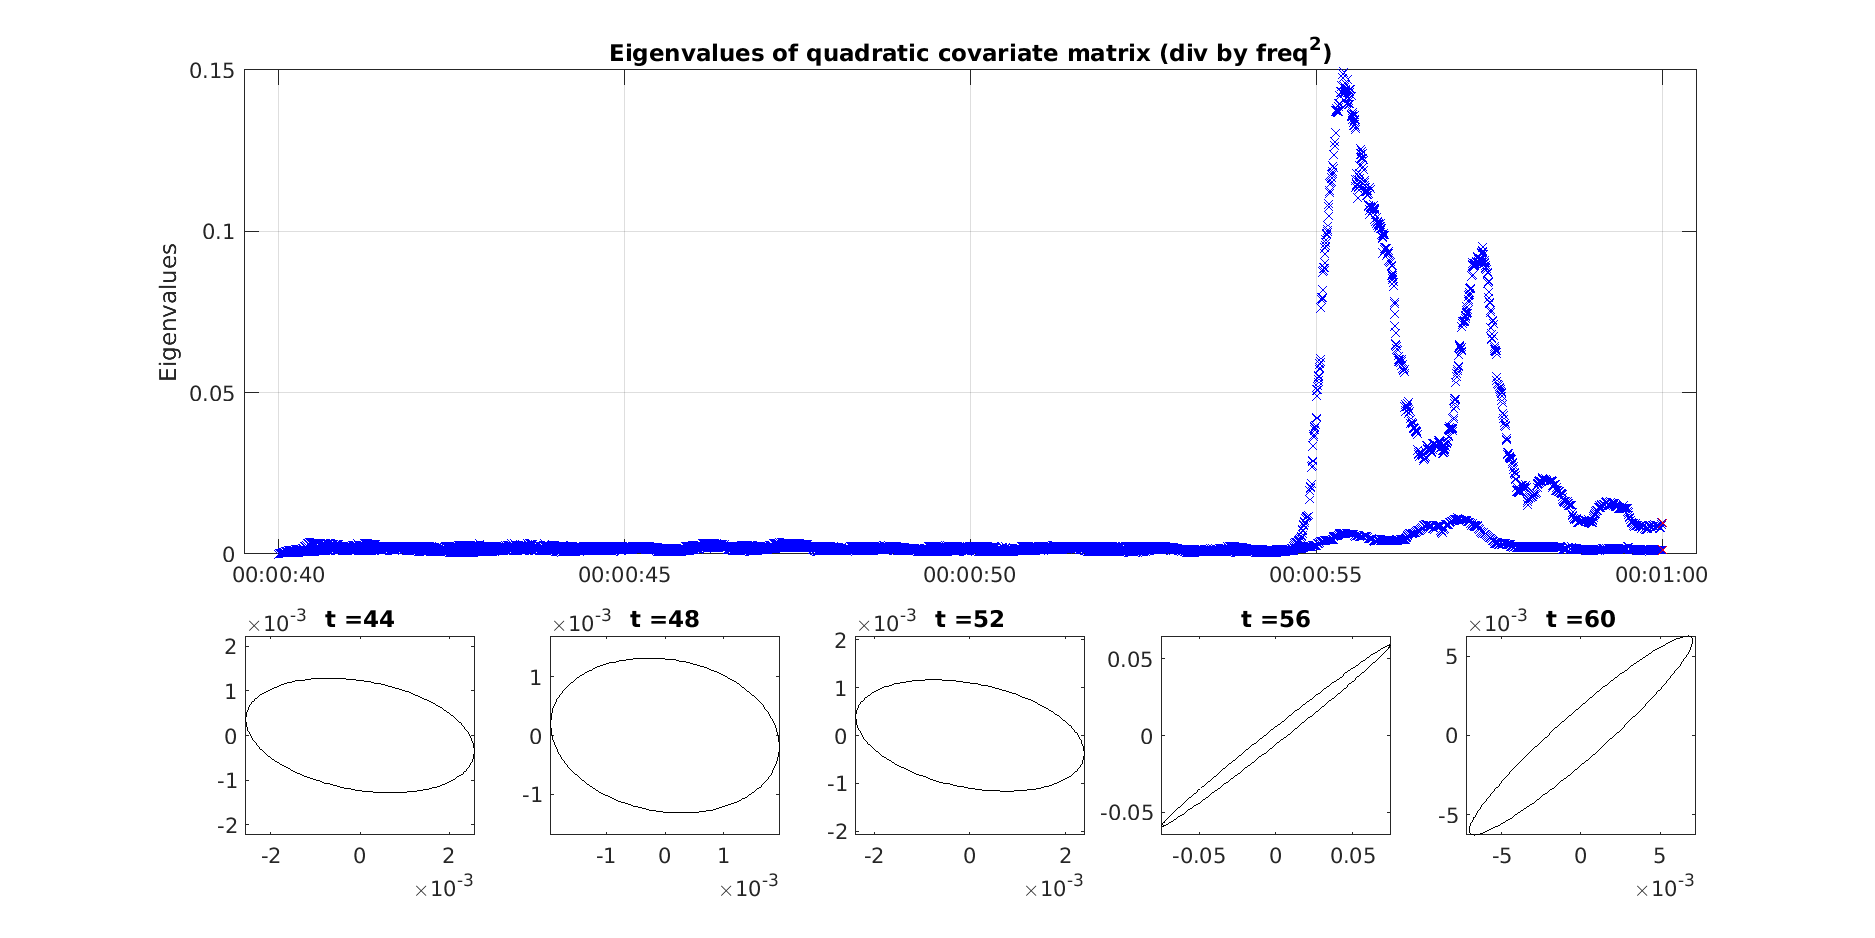 Eigenvalues of quadratic covariate matrix (div by freq²)
0.15
0.1
0.05
0
Eigenvalues
00:00:40 00:00:45 00:00:50 00:00:55 00:01:00
×10⁻³ t =44
2
1
0
-1
-2
-2 0 2
×10⁻³
×10⁻³ t =48
1
0
-1
-1 0 1
×10⁻³
×10⁻³ t =52
2
1
0
-1
-2
-2 0 2
×10⁻³
t =56
0.05
0
-0.05
-0.05 0 0.05
×10⁻³ t =60
5
0
-5
-5 0 5
×10⁻³